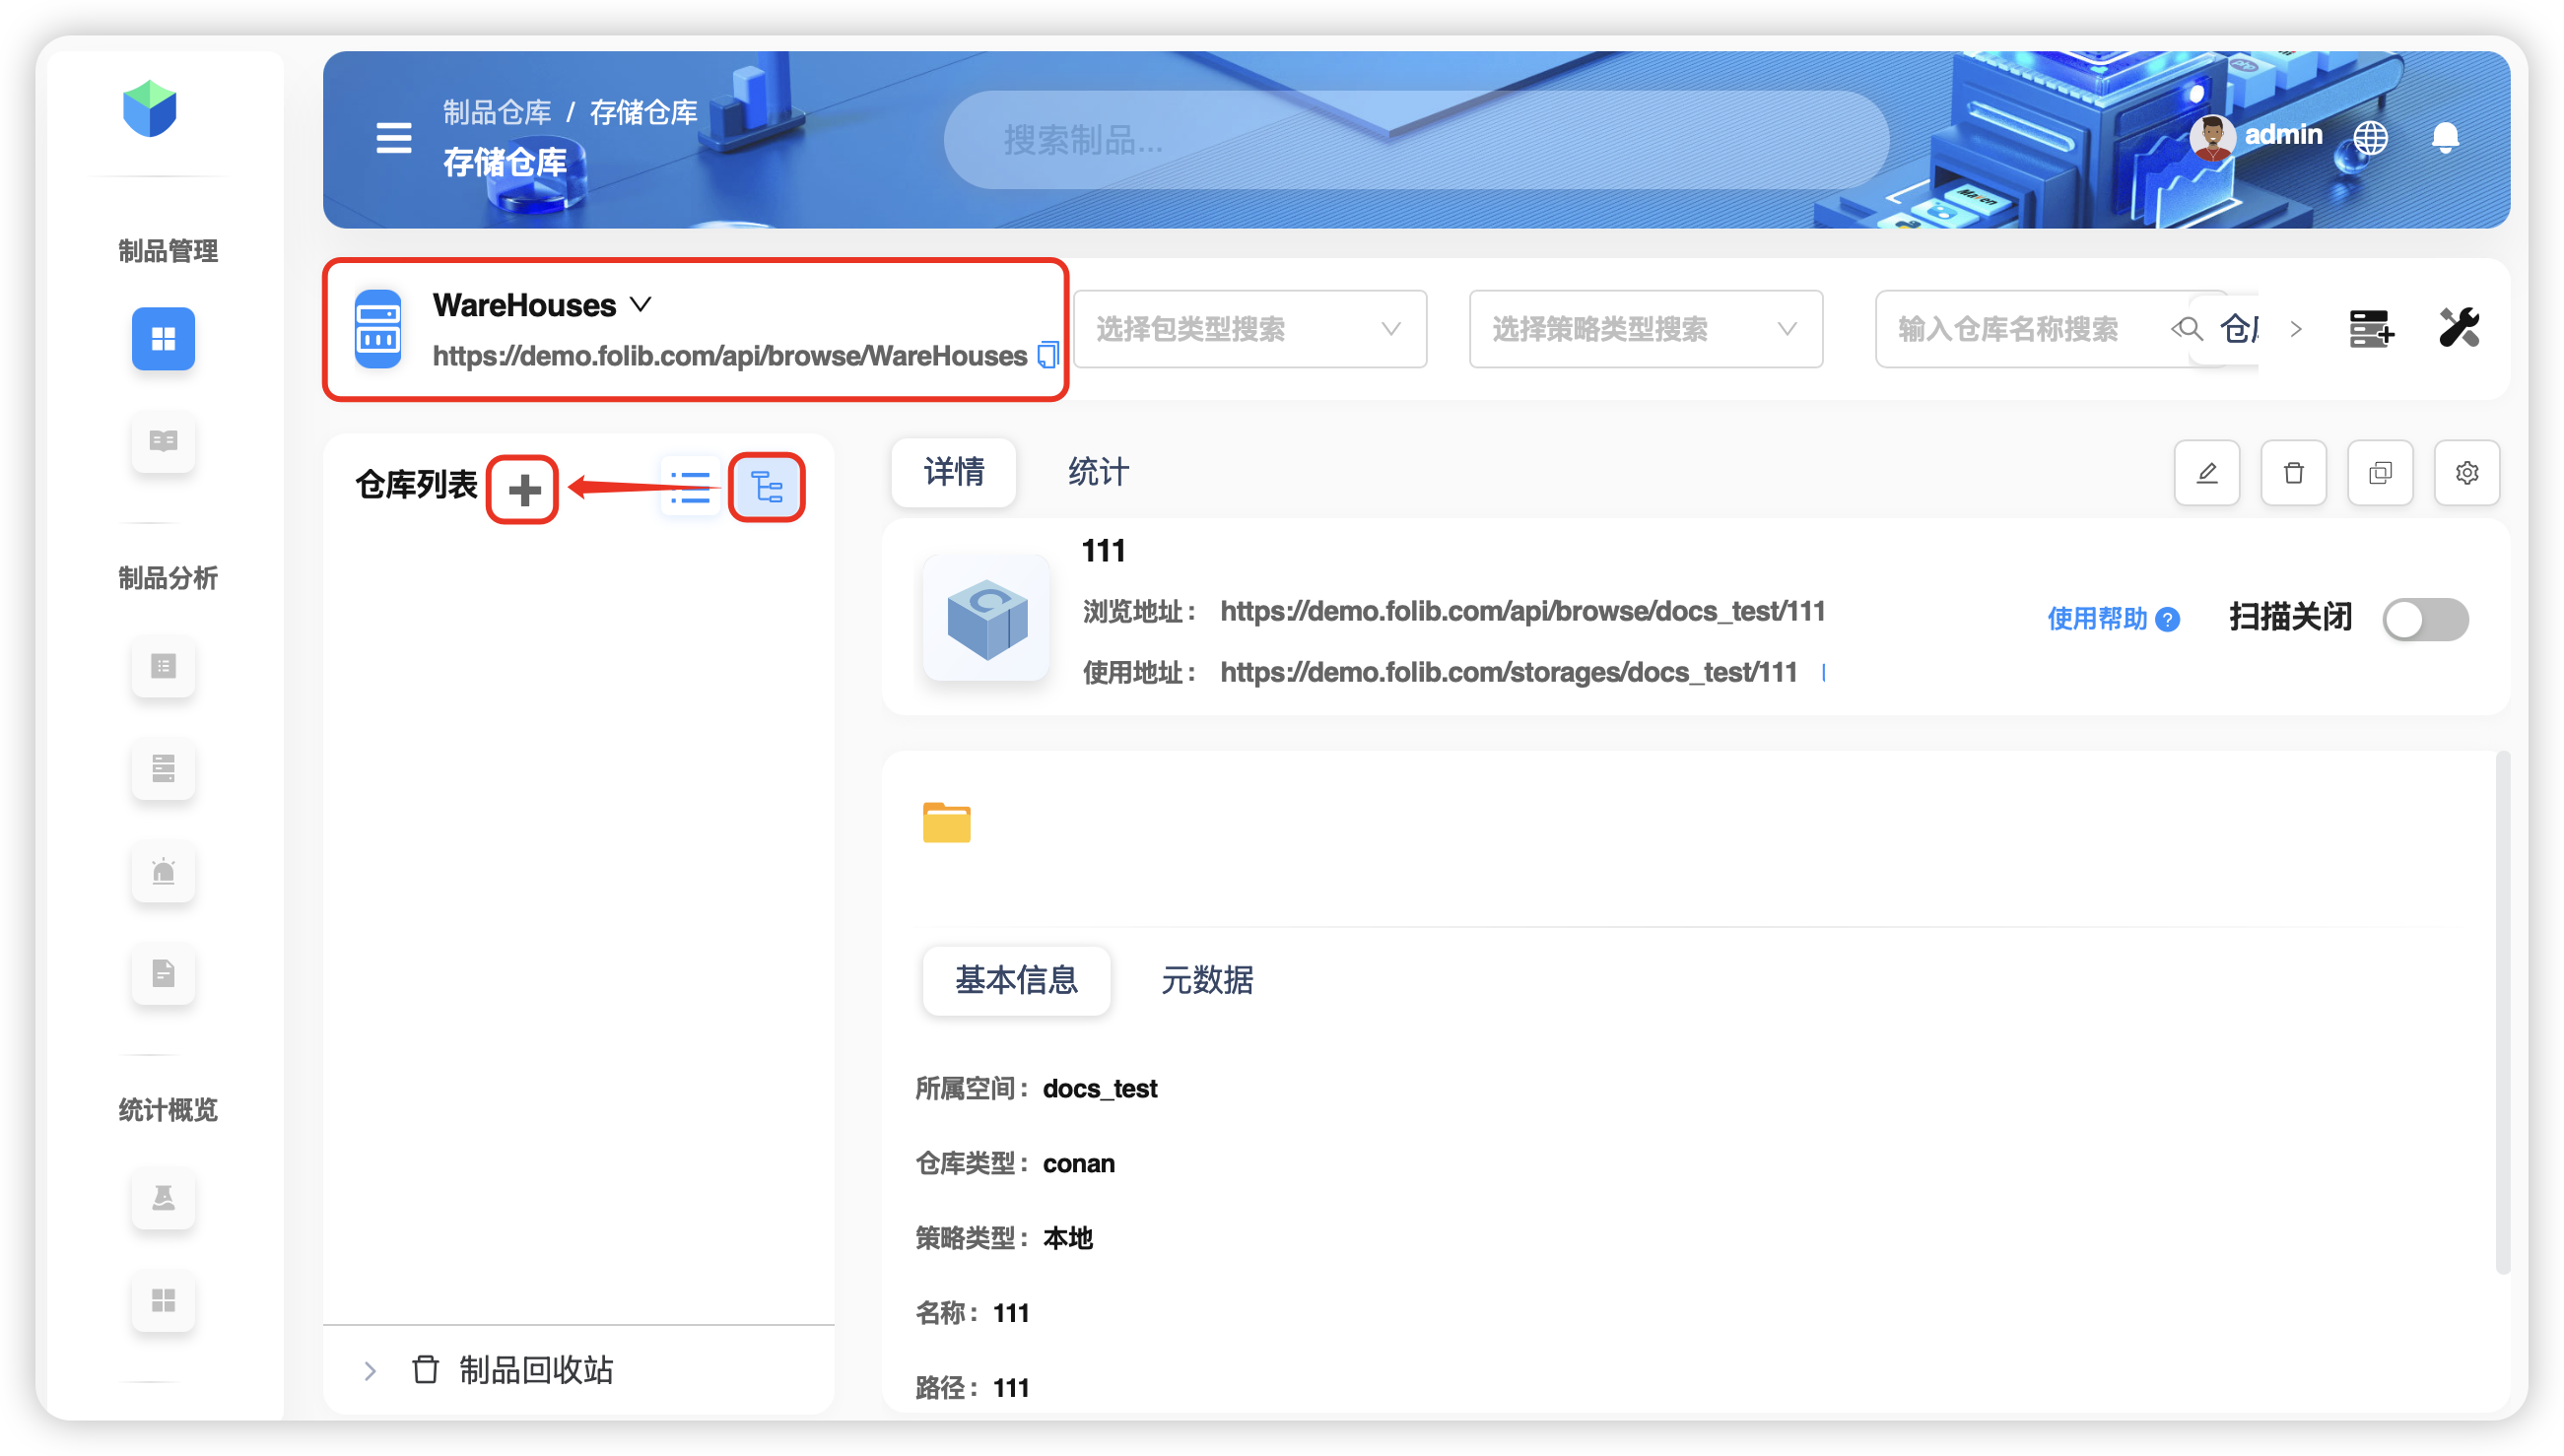 制品仓库 / 存储仓库
存储仓库
搜索制品...
admin
php
Maven
制品管理
制品分析
统计概览
WareHouses
https://demo.folib.com/api/browse/WareHouses
选择包类型搜索
选择策略类型搜索
输入仓库名称搜索
仓库列表
详情
统计
111
浏览地址： https://demo.folib.com/api/browse/docs_test/111
使用地址： https://demo.folib.com/storages/docs_test/111
使用帮助 ?
扫描关闭
基本信息
元数据
所属空间： docs_test
仓库类型： conan
策略类型： 本地
名称： 111
路径： 111
制品回收站